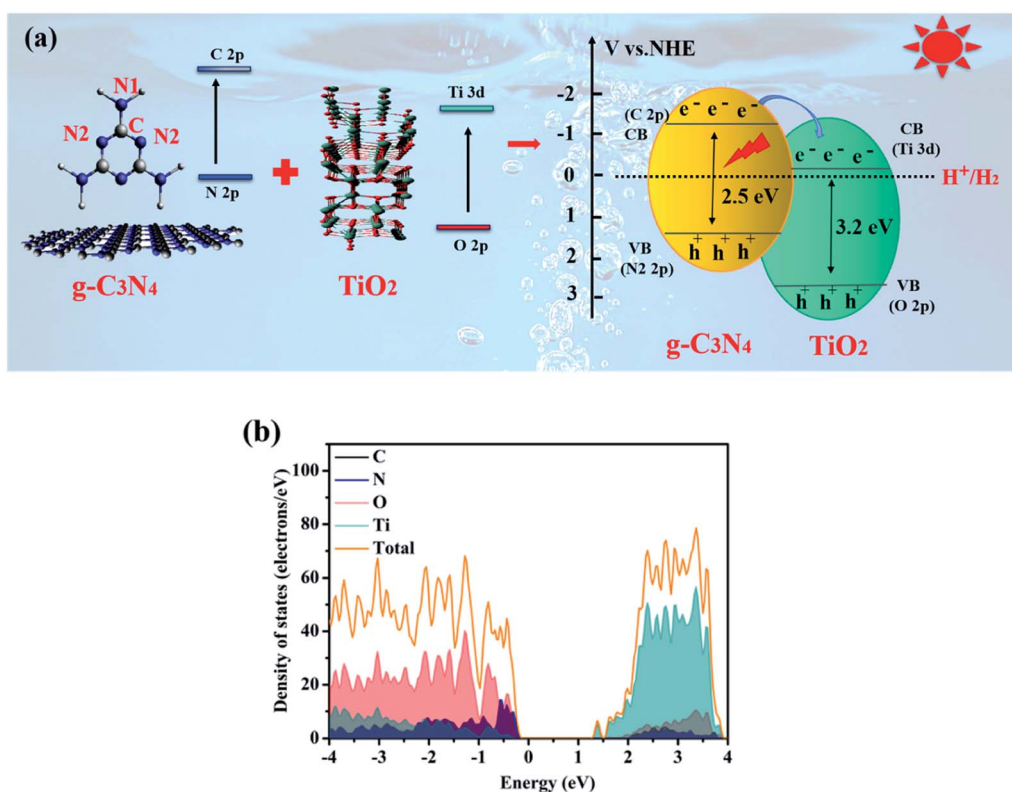 (a)
C 2p
N1
N2
C
N2
N 2p
g-C3N4
+
Ti 3d
O 2p
TiO2
V vs.NHE
-2
-1
0
1
2
3
(C 2p)
CB
e- e- e-
2.5 eV
VB
(N2 2p)
h+ h+ h+
g-C3N4
CB
(Ti 3d)
e- e- e-
H+/H2
3.2 eV
VB
(O 2p)
h+ h+ h+
TiO2
(b)
Density of states (electrons/eV)
100
80
60
40
20
0
C
N
O
Ti
Total
-4 -3 -2 -1 0 1 2 3 4
Energy (eV)